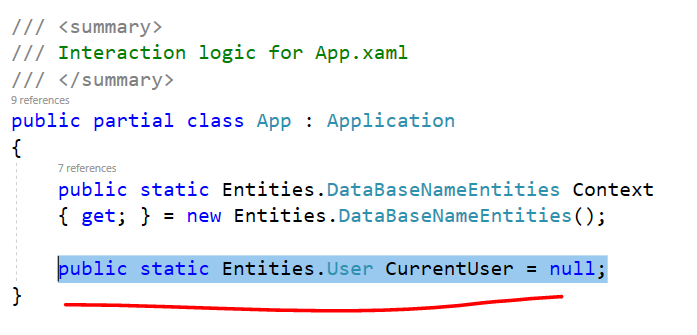 /// <summary>
/// Interaction logic for App.xaml
/// </summary>
9 references
public partial class App : Application
{
7 references
public static Entities.DataBaseNameEntities Context
{ get; } = new Entities.DataBaseNameEntities();
public static Entities.User CurrentUser = null;
}